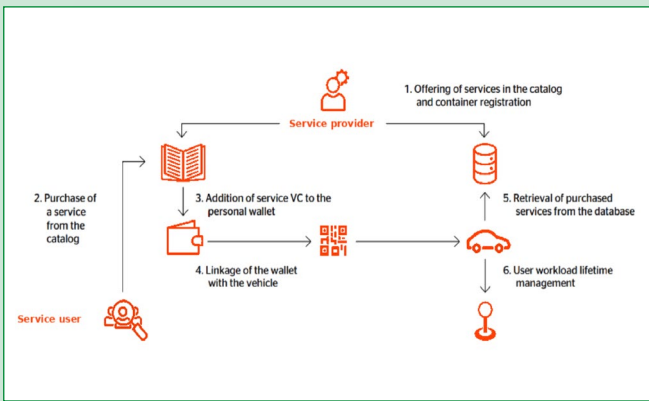 1. Offering of services in the catalog
and container registration
Service provider
2. Purchase of
a service
from the
catalog
3. Addition of service VC to the
personal wallet
5. Retrieval of purchased
services from the database
4. Linkage of the wallet
with the vehicle
6. User workload lifetime
management
Service user